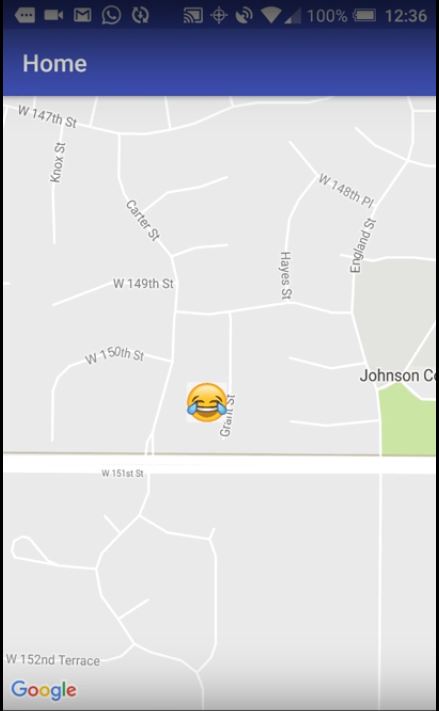 100% 12:36
Home
W 147th St
Knox St
W 148th Pl
Carter St
England St
Hayes St
W 149th St
W 150th St
Johnson Co
Grant St
W 151st St
W 152nd Terrace
Google